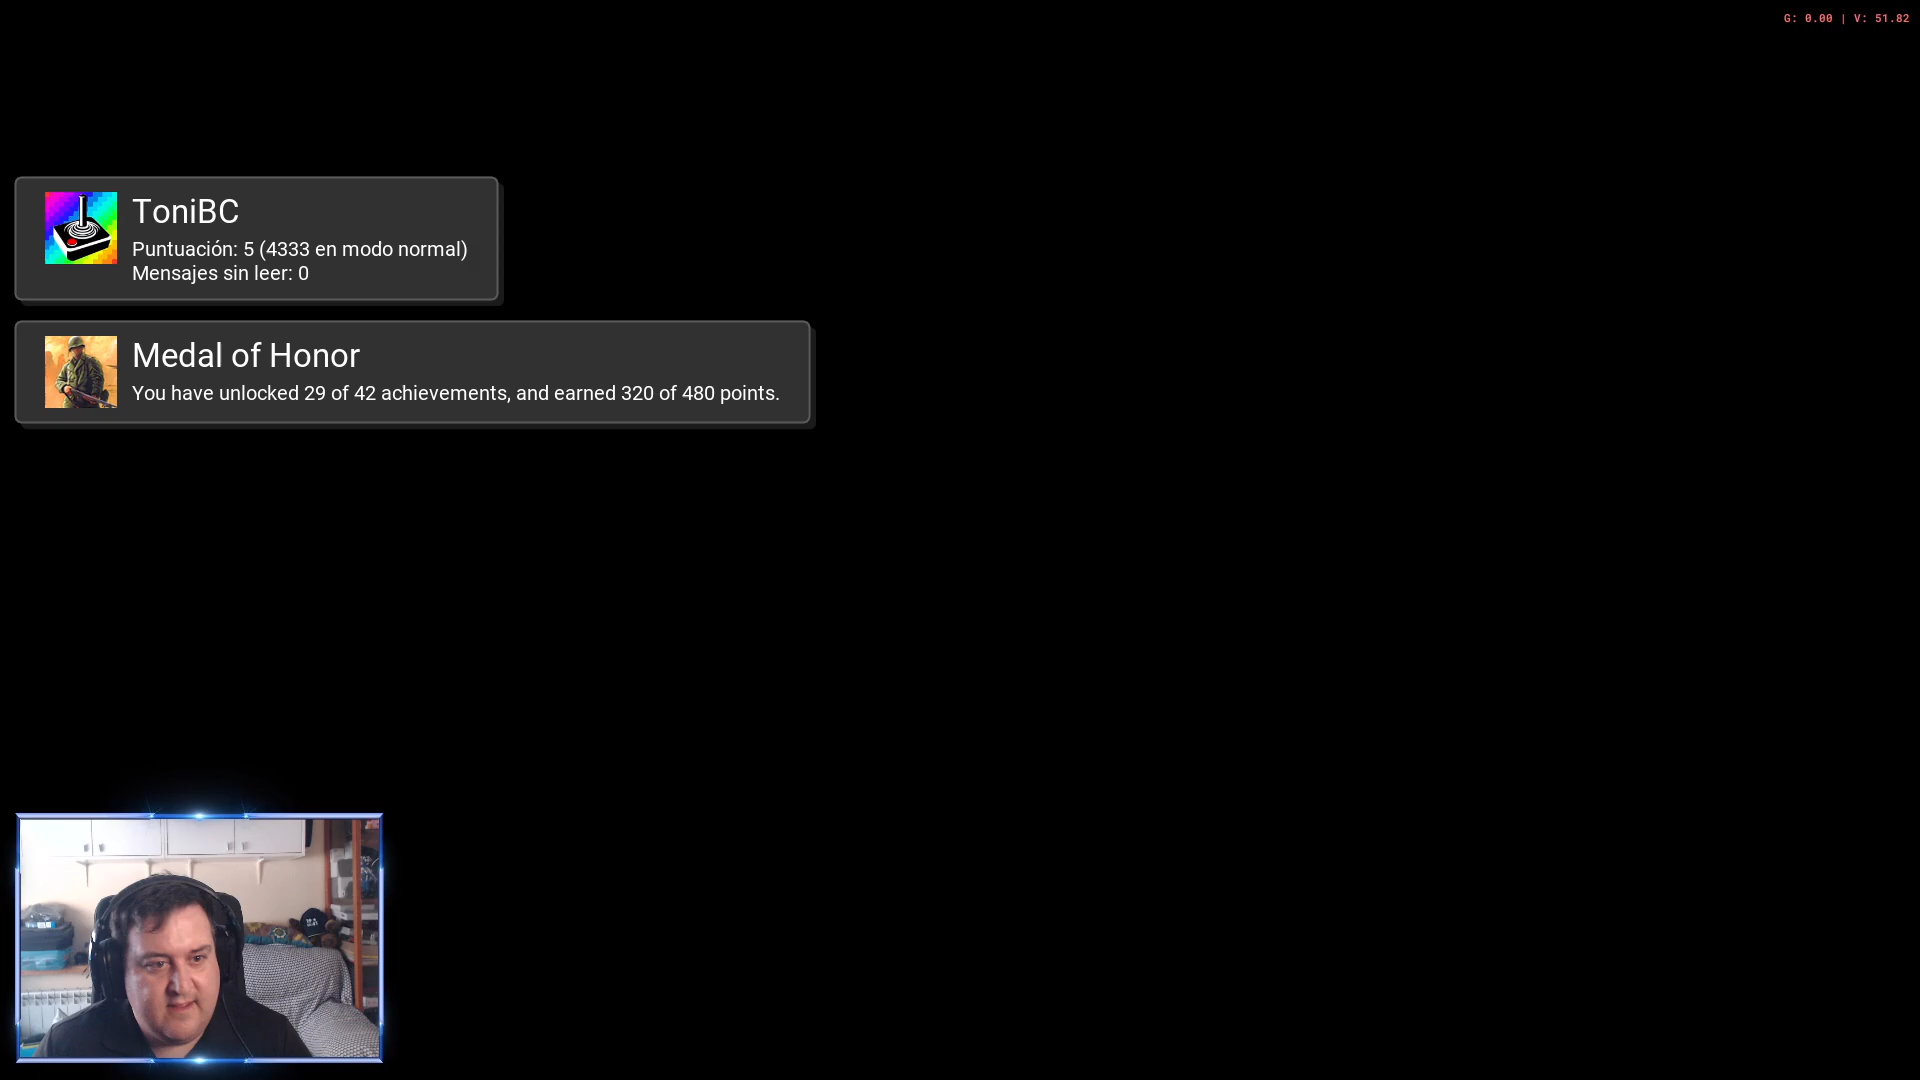 G: 0.00 | V: 51.82
ToniBC
Puntuación: 5 (4333 en modo normal)
Mensajes sin leer: 0
Medal of Honor
You have unlocked 29 of 42 achievements, and earned 320 of 480 points.